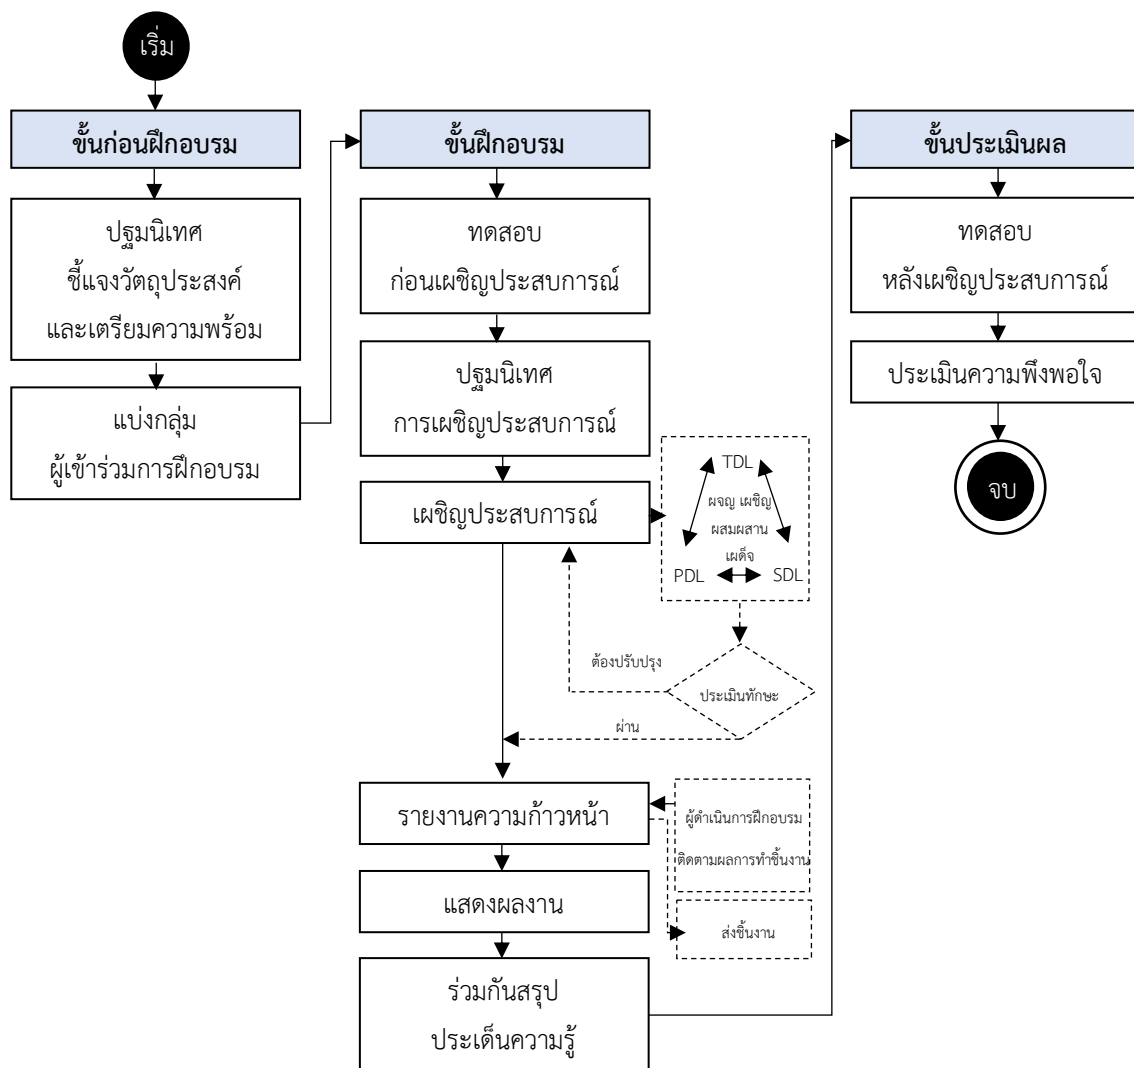 เริ่ม
ขั้นก่อนฝึกอบรม
ปฐมนิเทศ
ชี้แจงวัตถุประสงค์
และเตรียมความพร้อม
แบ่งกลุ่ม
ผู้เข้าร่วมการฝึกอบรม
ขั้นฝึกอบรม
ทดสอบ
ก่อนเผชิญประสบการณ์
ปฐมนิเทศ
การเผชิญประสบการณ์
เผชิญประสบการณ์
TDL
ผจญ เผชิญ
ผสมผสาน
เผด็จ
PDL
SDL
ต้องปรับปรุง
ประเมินทักษะ
ผ่าน
รายงานความก้าวหน้า
ผู้ดำเนินการฝึกอบรม
ติดตามผลการทำชิ้นงาน
แสดงผลงาน
ส่งชิ้นงาน
ร่วมกันสรุป
ประเด็นความรู้
ขั้นประเมินผล
ทดสอบ
หลังเผชิญประสบการณ์
ประเมินความพึงพอใจ
จบ